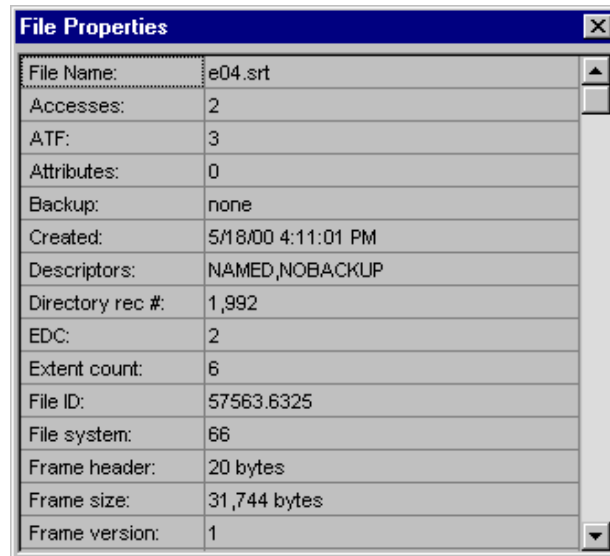 File Properties
File Name: e04.srt
Accesses: 2
ATF: 3
Attributes: 0
Backup: none
Created: 5/18/00 4:11:01 PM
Descriptors: NAMED,NOBACKUP
Directory rec #: 1,992
EDC: 2
Extent count: 6
File ID: 57563.6325
File system: 66
Frame header: 20 bytes
Frame size: 31,744 bytes
Frame version: 1